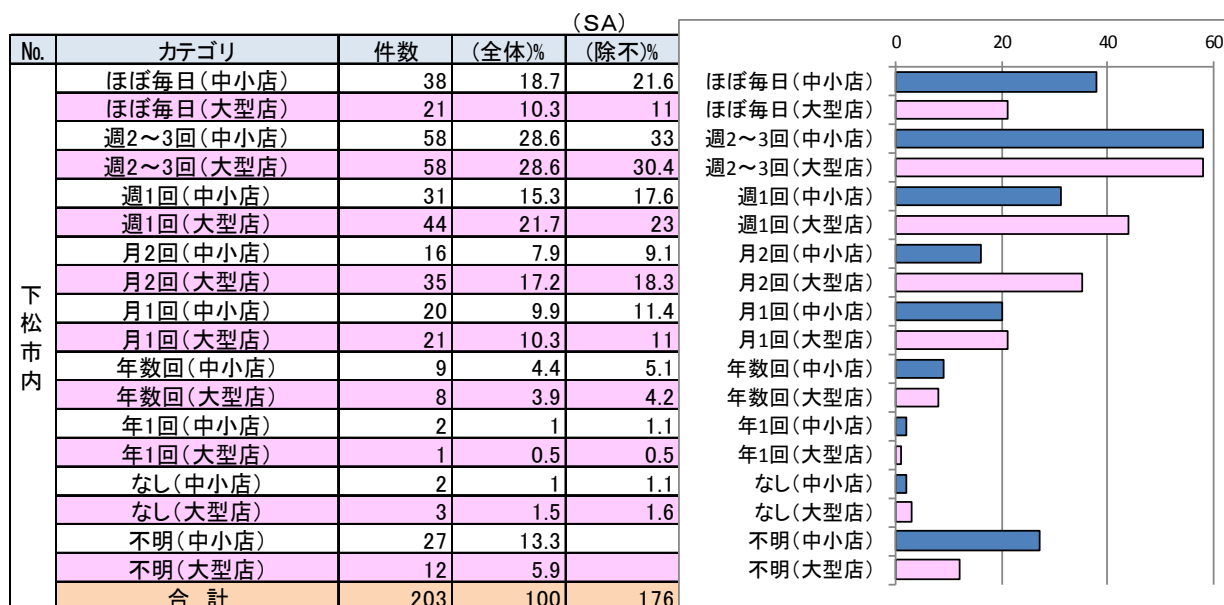 (SA)
No. カテゴリ 件数 (全体)% (除不)%
下松市内
ほぼ毎日(中小店) 38 18.7 21.6
ほぼ毎日(大型店) 21 10.3 11
週2～3回(中小店) 58 28.6 33
週2～3回(大型店) 58 28.6 30.4
週1回(中小店) 31 15.3 17.6
週1回(大型店) 44 21.7 23
月2回(中小店) 16 7.9 9.1
月2回(大型店) 35 17.2 18.3
月1回(中小店) 20 9.9 11.4
月1回(大型店) 21 10.3 11
年数回(中小店) 9 4.4 5.1
年数回(大型店) 8 3.9 4.2
年1回(中小店) 2 1 1.1
年1回(大型店) 1 0.5 0.5
なし(中小店) 2 1 1.1
なし(大型店) 3 1.5 1.6
不明(中小店) 27 13.3
不明(大型店) 12 5.9
合 計 203 100 176
0 20 40 60
ほぼ毎日(中小店)
ほぼ毎日(大型店)
週2～3回(中小店)
週2～3回(大型店)
週1回(中小店)
週1回(大型店)
月2回(中小店)
月2回(大型店)
月1回(中小店)
月1回(大型店)
年数回(中小店)
年数回(大型店)
年1回(中小店)
年1回(大型店)
なし(中小店)
なし(大型店)
不明(中小店)
不明(大型店)